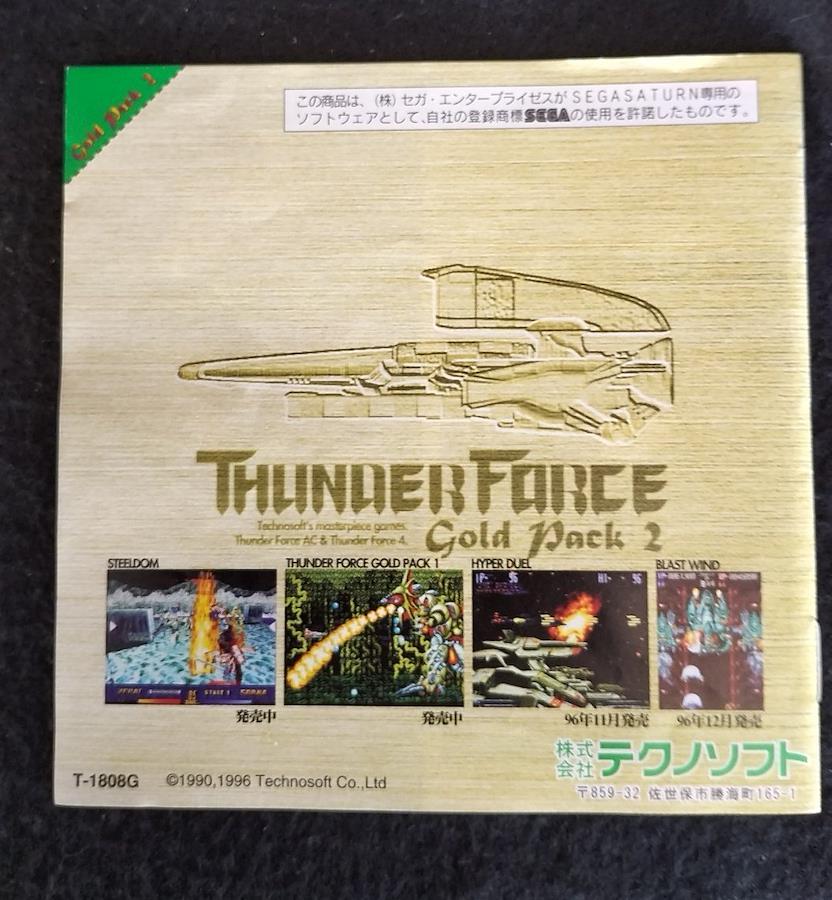 Gold Pack 2
この商品は、(株)セガ・エンタープライゼスがSEGASATURN専用の
ソフトウェアとして、自社の登録商標SEGAの使用を許諾したものです。
THUNDER FORCE
Technosoft's masterpiece games.
Thunder Force AC & Thunder Force 4.
Gold Pack 2
STEELDOM
THUNDER FORCE GOLD PACK 1
HYPER DUEL
BLAST WIND
STAGE 1
1P- 96
HI- 96
発売中
発売中
96年11月発売
96年12月発売
株式会社テクノソフト
〒859-32 佐世保市勝海町165-1
T-1808G
©1990,1996 Technosoft Co.,Ltd